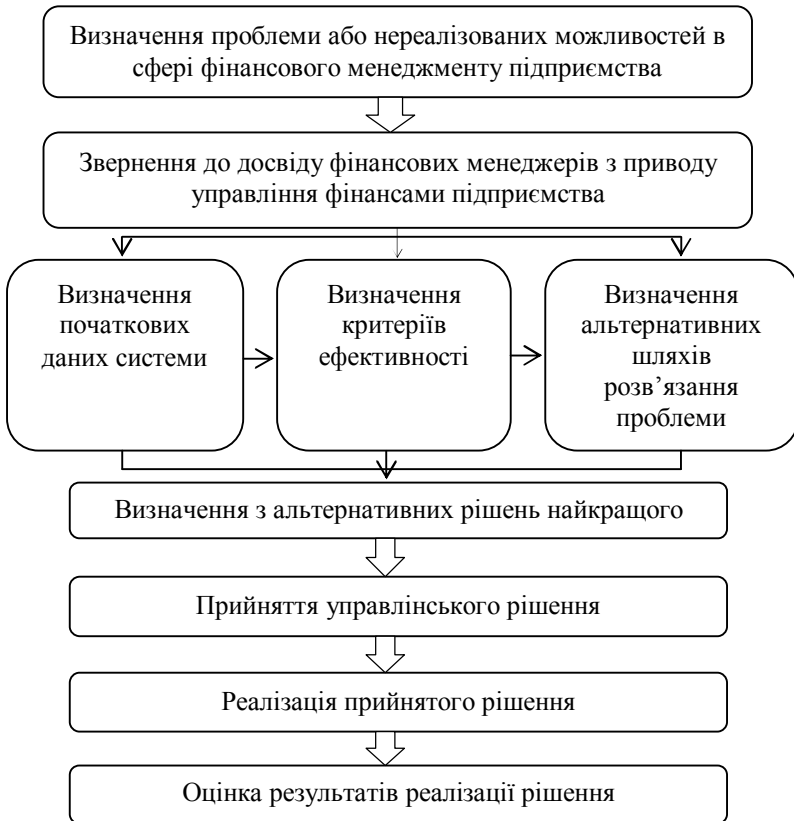 Визначення проблеми або нереалізованих можливостей в
сфері фінансового менеджменту підприємства
Звернення до досвіду фінансових менеджерів з приводу
управління фінансами підприємства
Визначення
початкових
даних системи
Визначення
критеріїв
ефективності
Визначення
альтернативних
шляхів
розв’язання
проблеми
Визначення з альтернативних рішень найкращого
Прийняття управлінського рішення
Реалізація прийнятого рішення
Оцінка результатів реалізації рішення